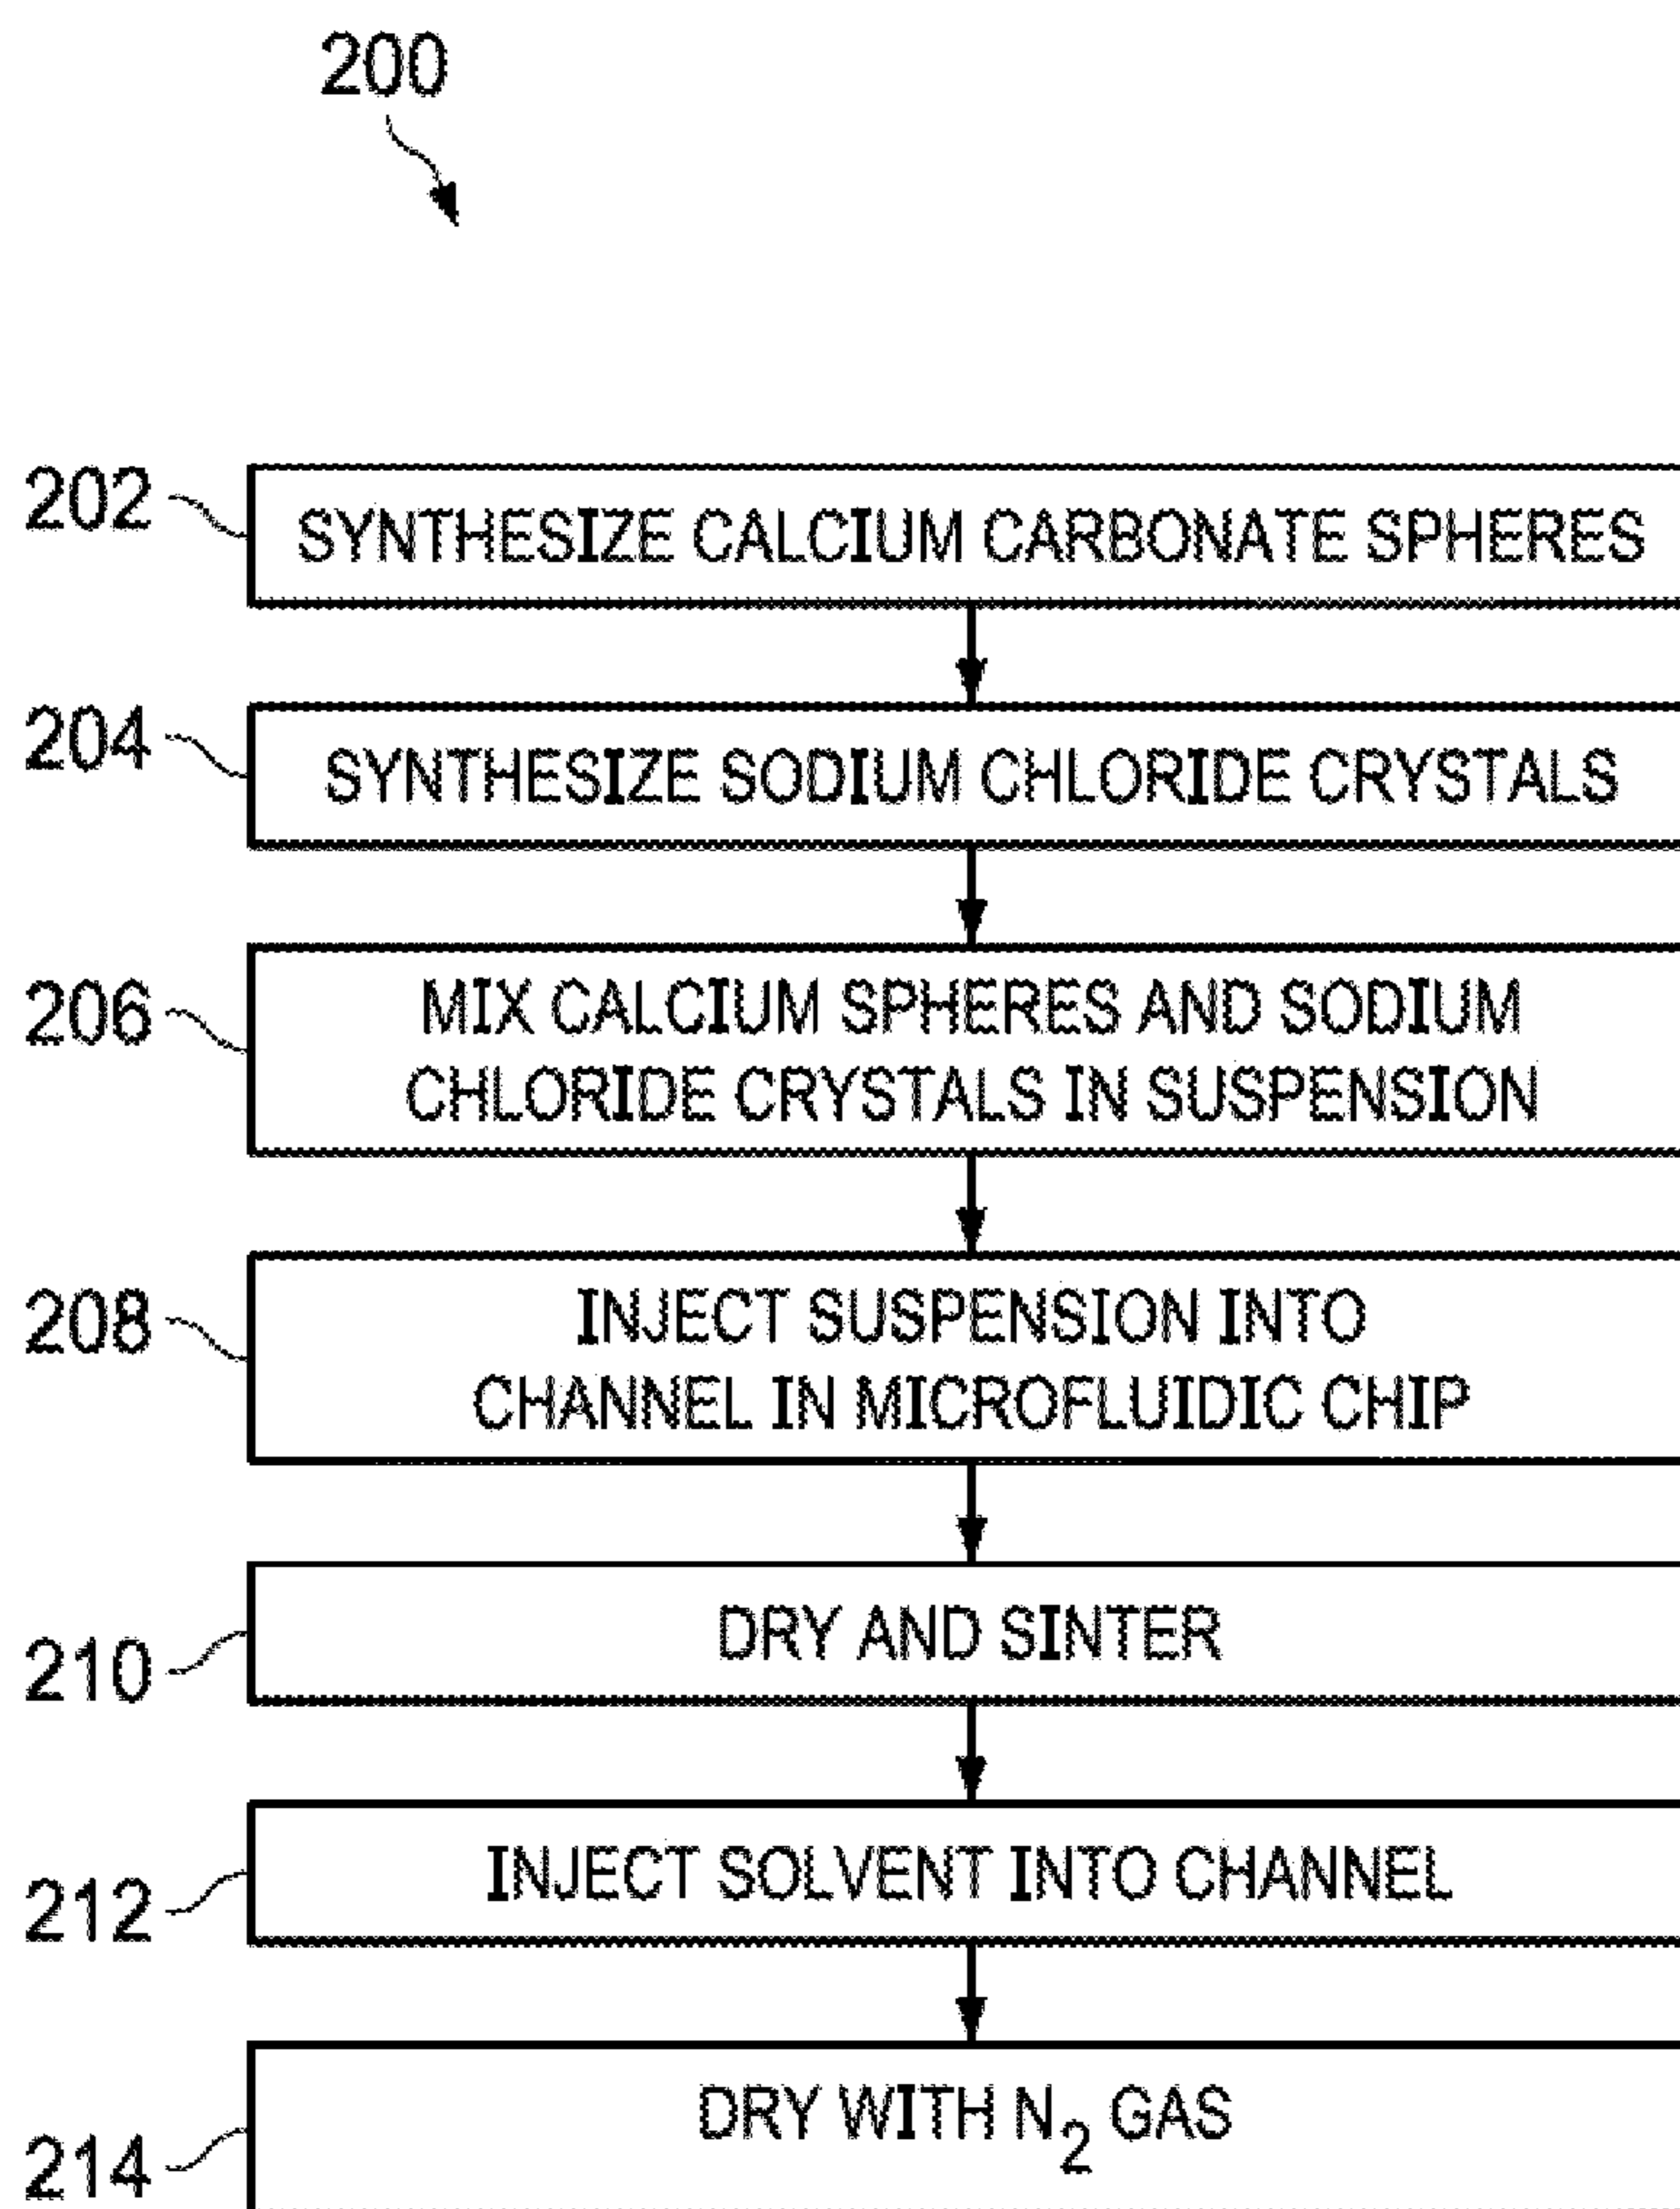 200
202
SYNTHESIZE CALCIUM CARBONATE SPHERES
204
SYNTHESIZE SODIUM CHLORIDE CRYSTALS
206
MIX CALCIUM SPHERES AND SODIUM
CHLORIDE CRYSTALS IN SUSPENSION
208
INJECT SUSPENSION INTO
CHANNEL IN MICROFLUIDIC CHIP
210
DRY AND SINTER
212
INJECT SOLVENT INTO CHANNEL
214
DRY WITH N₂ GAS